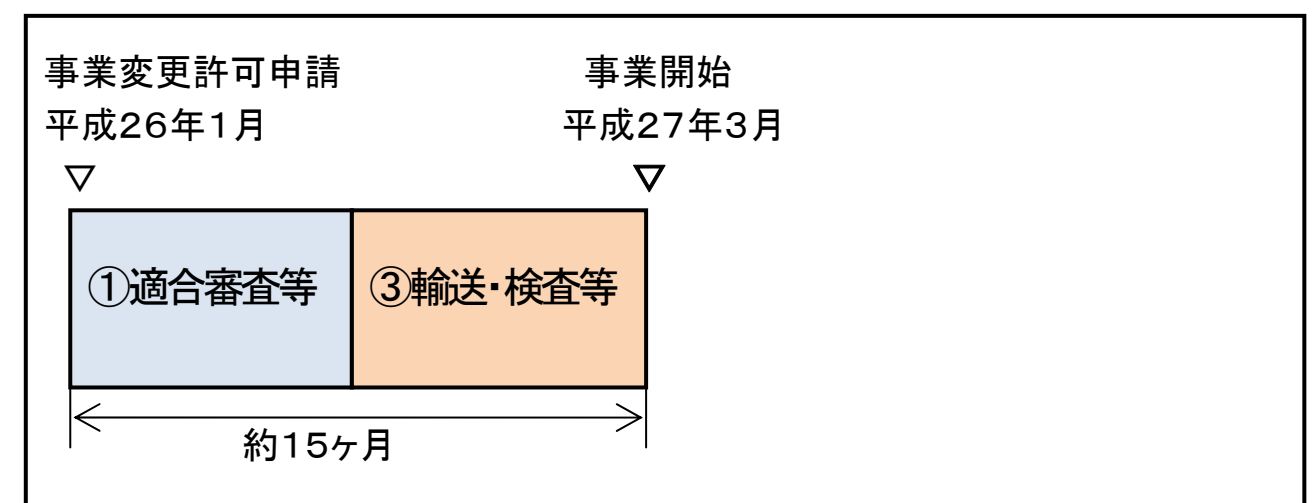 事業変更許可申請
平成26年1月
事業開始
平成27年3月
①適合審査等
③輸送・検査等
約15ヶ月